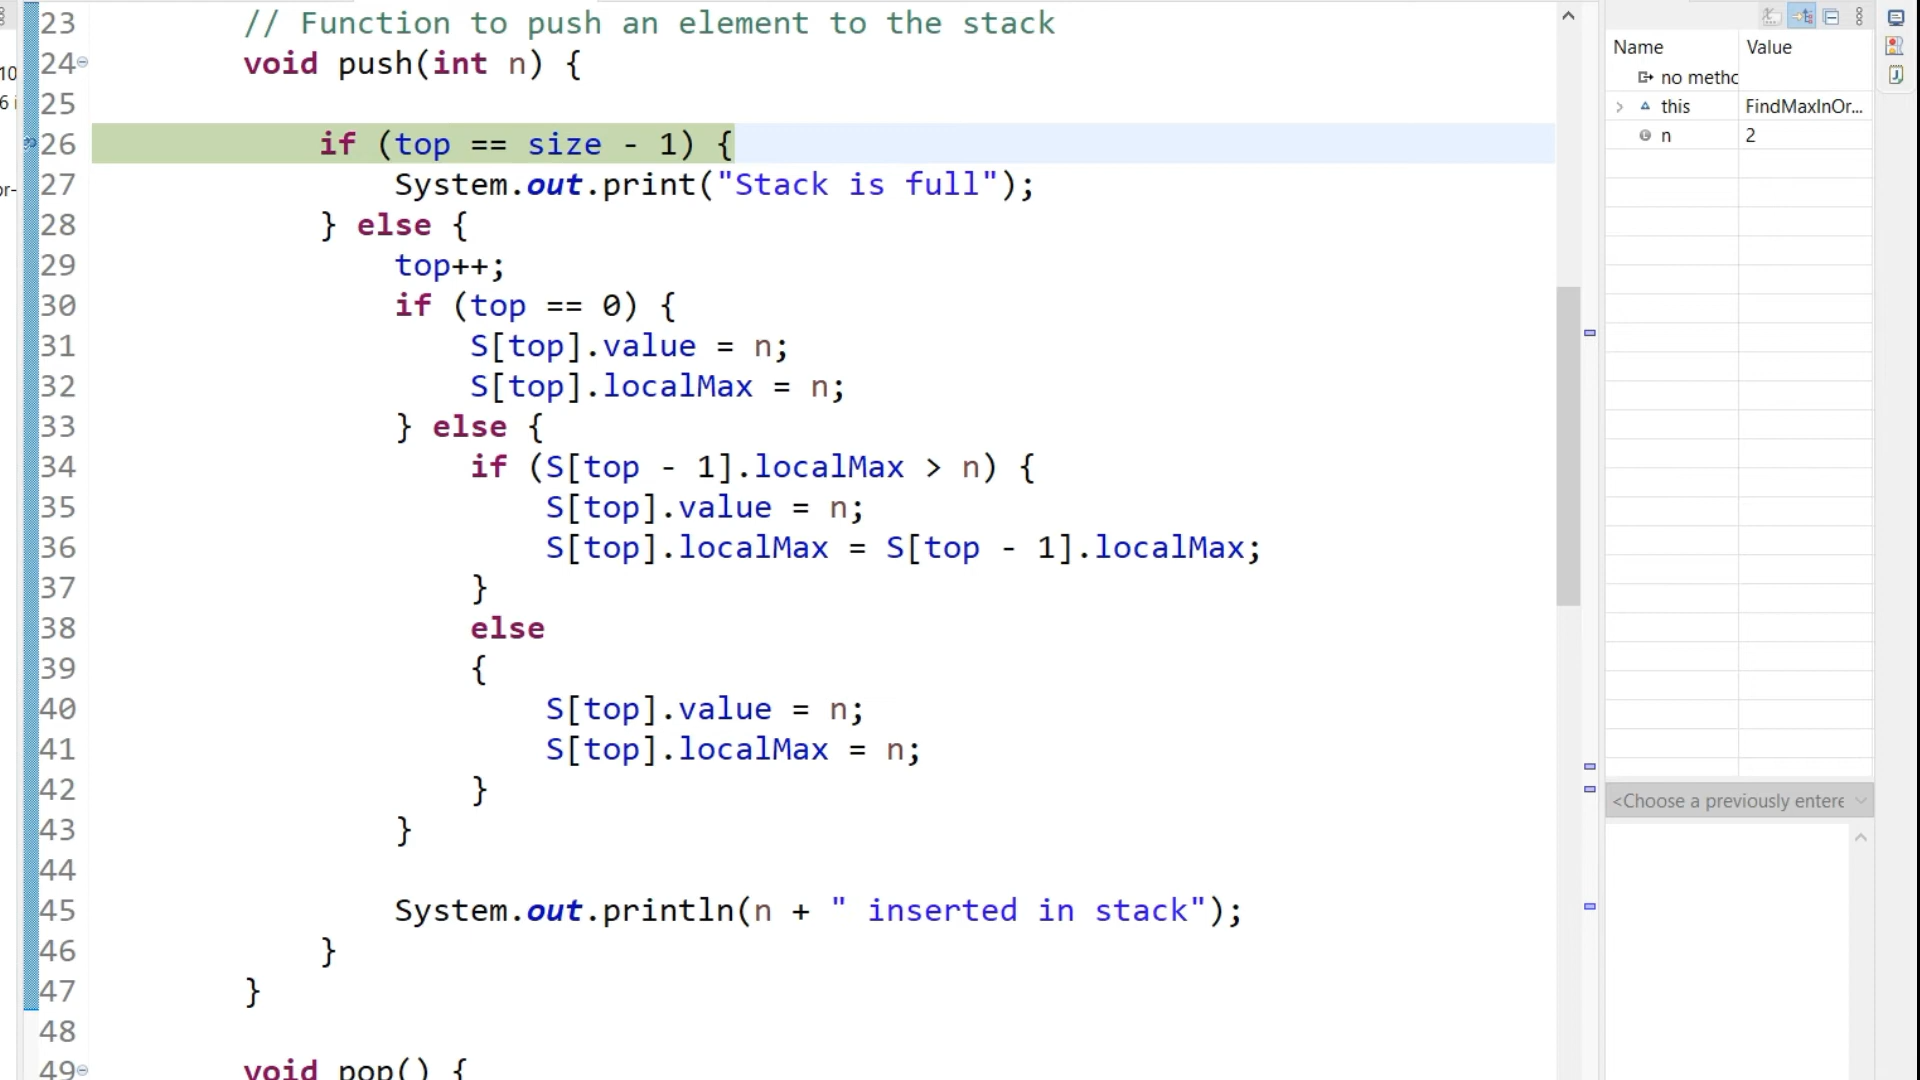 10
6 i
or-
23 // Function to push an element to the stack
24 void push(int n) {
25
26 if (top == size - 1) {
27 System.out.print("Stack is full");
28 } else {
29 top++;
30 if (top == 0) {
31 S[top].value = n;
32 S[top].localMax = n;
33 } else {
34 if (S[top - 1].localMax > n) {
35 S[top].value = n;
36 S[top].localMax = S[top - 1].localMax;
37 }
38 else
39 {
40 S[top].value = n;
41 S[top].localMax = n;
42 }
43 }
44
45 System.out.println(n + " inserted in stack");
46 }
47 }
48
49 void pop() {
Name Value
no metho
this FindMaxInOr...
n 2
<Choose a previously entere